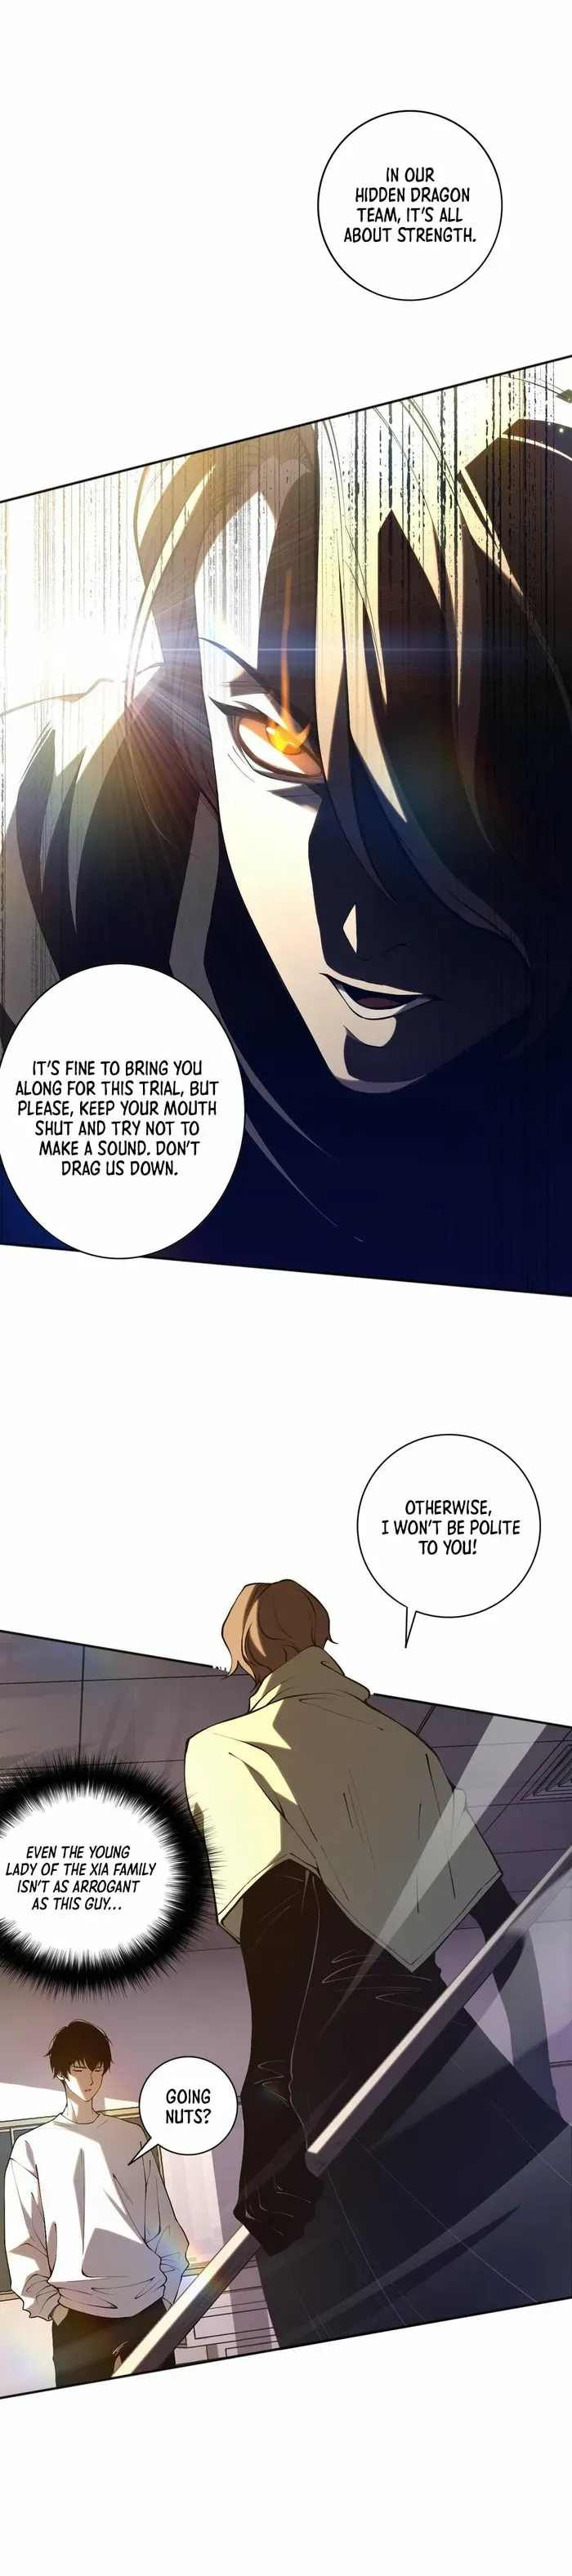 IN OUR
HIDDEN DRAGON
TEAM, IT'S ALL
ABOUT STRENGTH.
IT'S FINE TO BRING YOU
ALONG FOR THIS TRIAL, BUT
PLEASE, KEEP YOUR MOUTH
SHUT AND TRY NOT TO
MAKE A SOUND. DON'T
DRAG US DOWN.
OTHERWISE,
I WON'T BE POLITE
TO YOU!
EVEN THE YOUNG
LADY OF THE XIA FAMILY
ISN'T AS ARROGANT
AS THIS GUY...
GOING
NUTS?